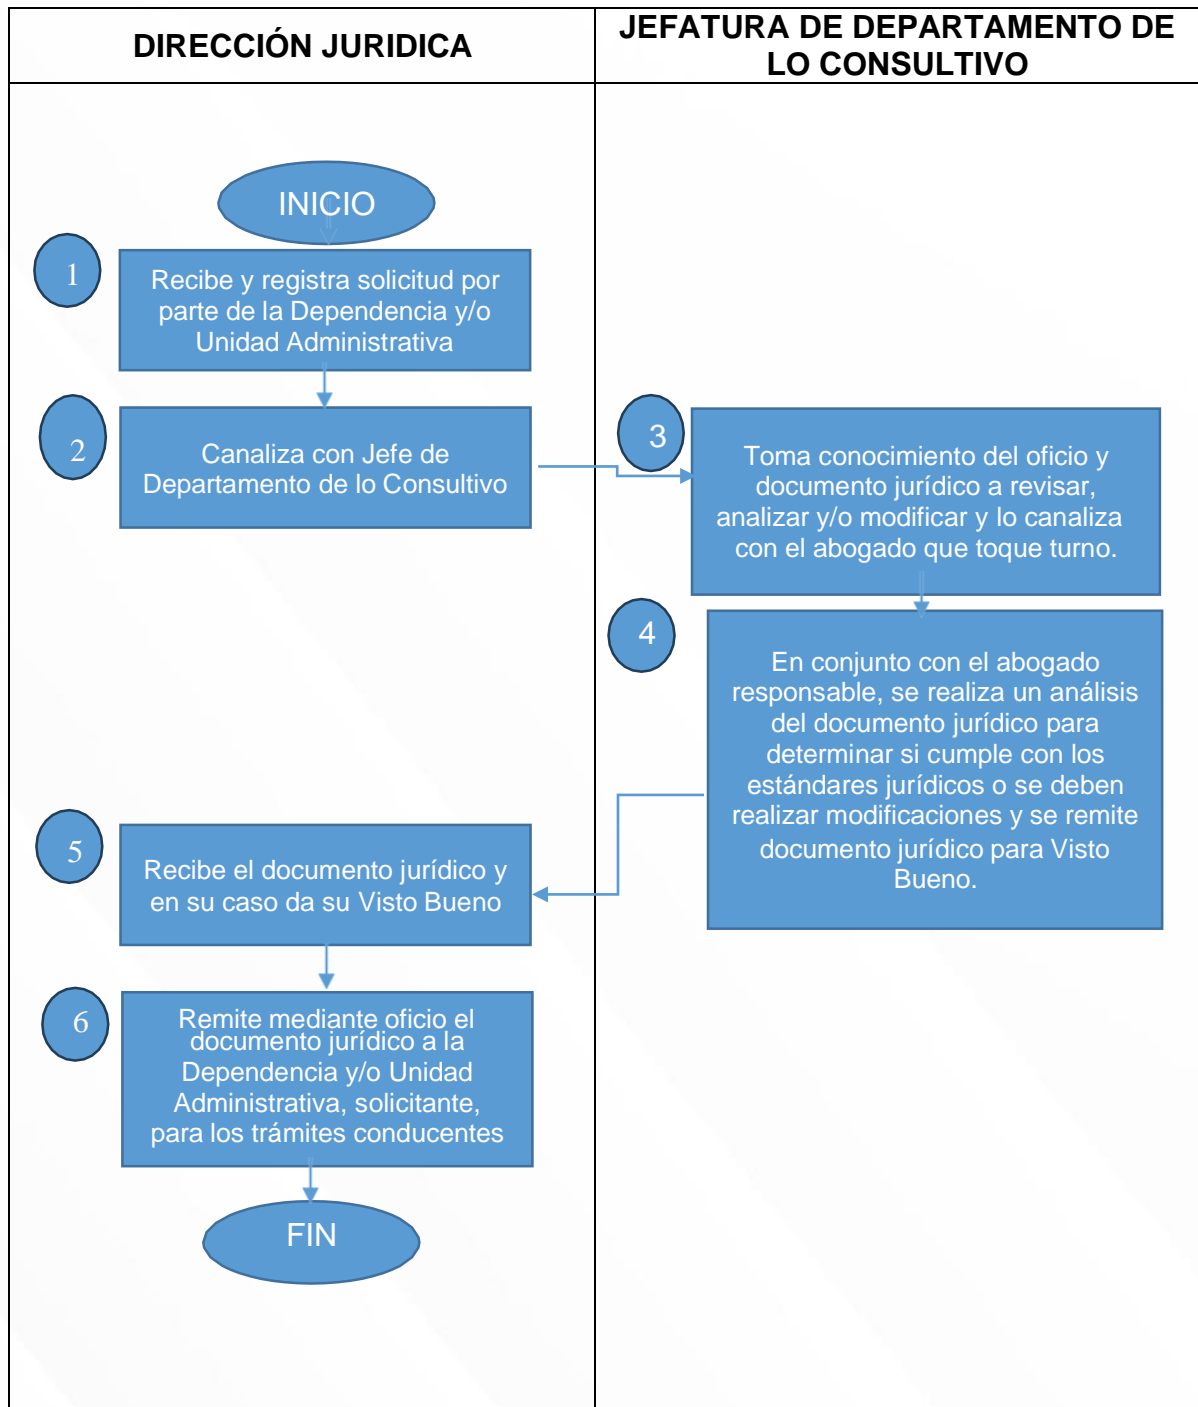 DIRECCIÓN JURIDICA
JEFATURA DE DEPARTAMENTO DE
LO CONSULTIVO
INICIO
1
Recibe y registra solicitud por
parte de la Dependencia y/o
Unidad Administrativa
2
Canaliza con Jefe de
Departamento de lo Consultivo
3
Toma conocimiento del oficio y
documento jurídico a revisar,
analizar y/o modificar y lo canaliza
con el abogado que toque turno.
4
En conjunto con el abogado
responsable, se realiza un análisis
del documento jurídico para
determinar si cumple con los
estándares jurídicos o se deben
realizar modificaciones y se remite
documento jurídico para Visto
Bueno.
5
Recibe el documento jurídico y
en su caso da su Visto Bueno
6
Remite mediante oficio el
documento jurídico a la
Dependencia y/o Unidad
Administrativa, solicitante,
para los trámites conducentes
FIN